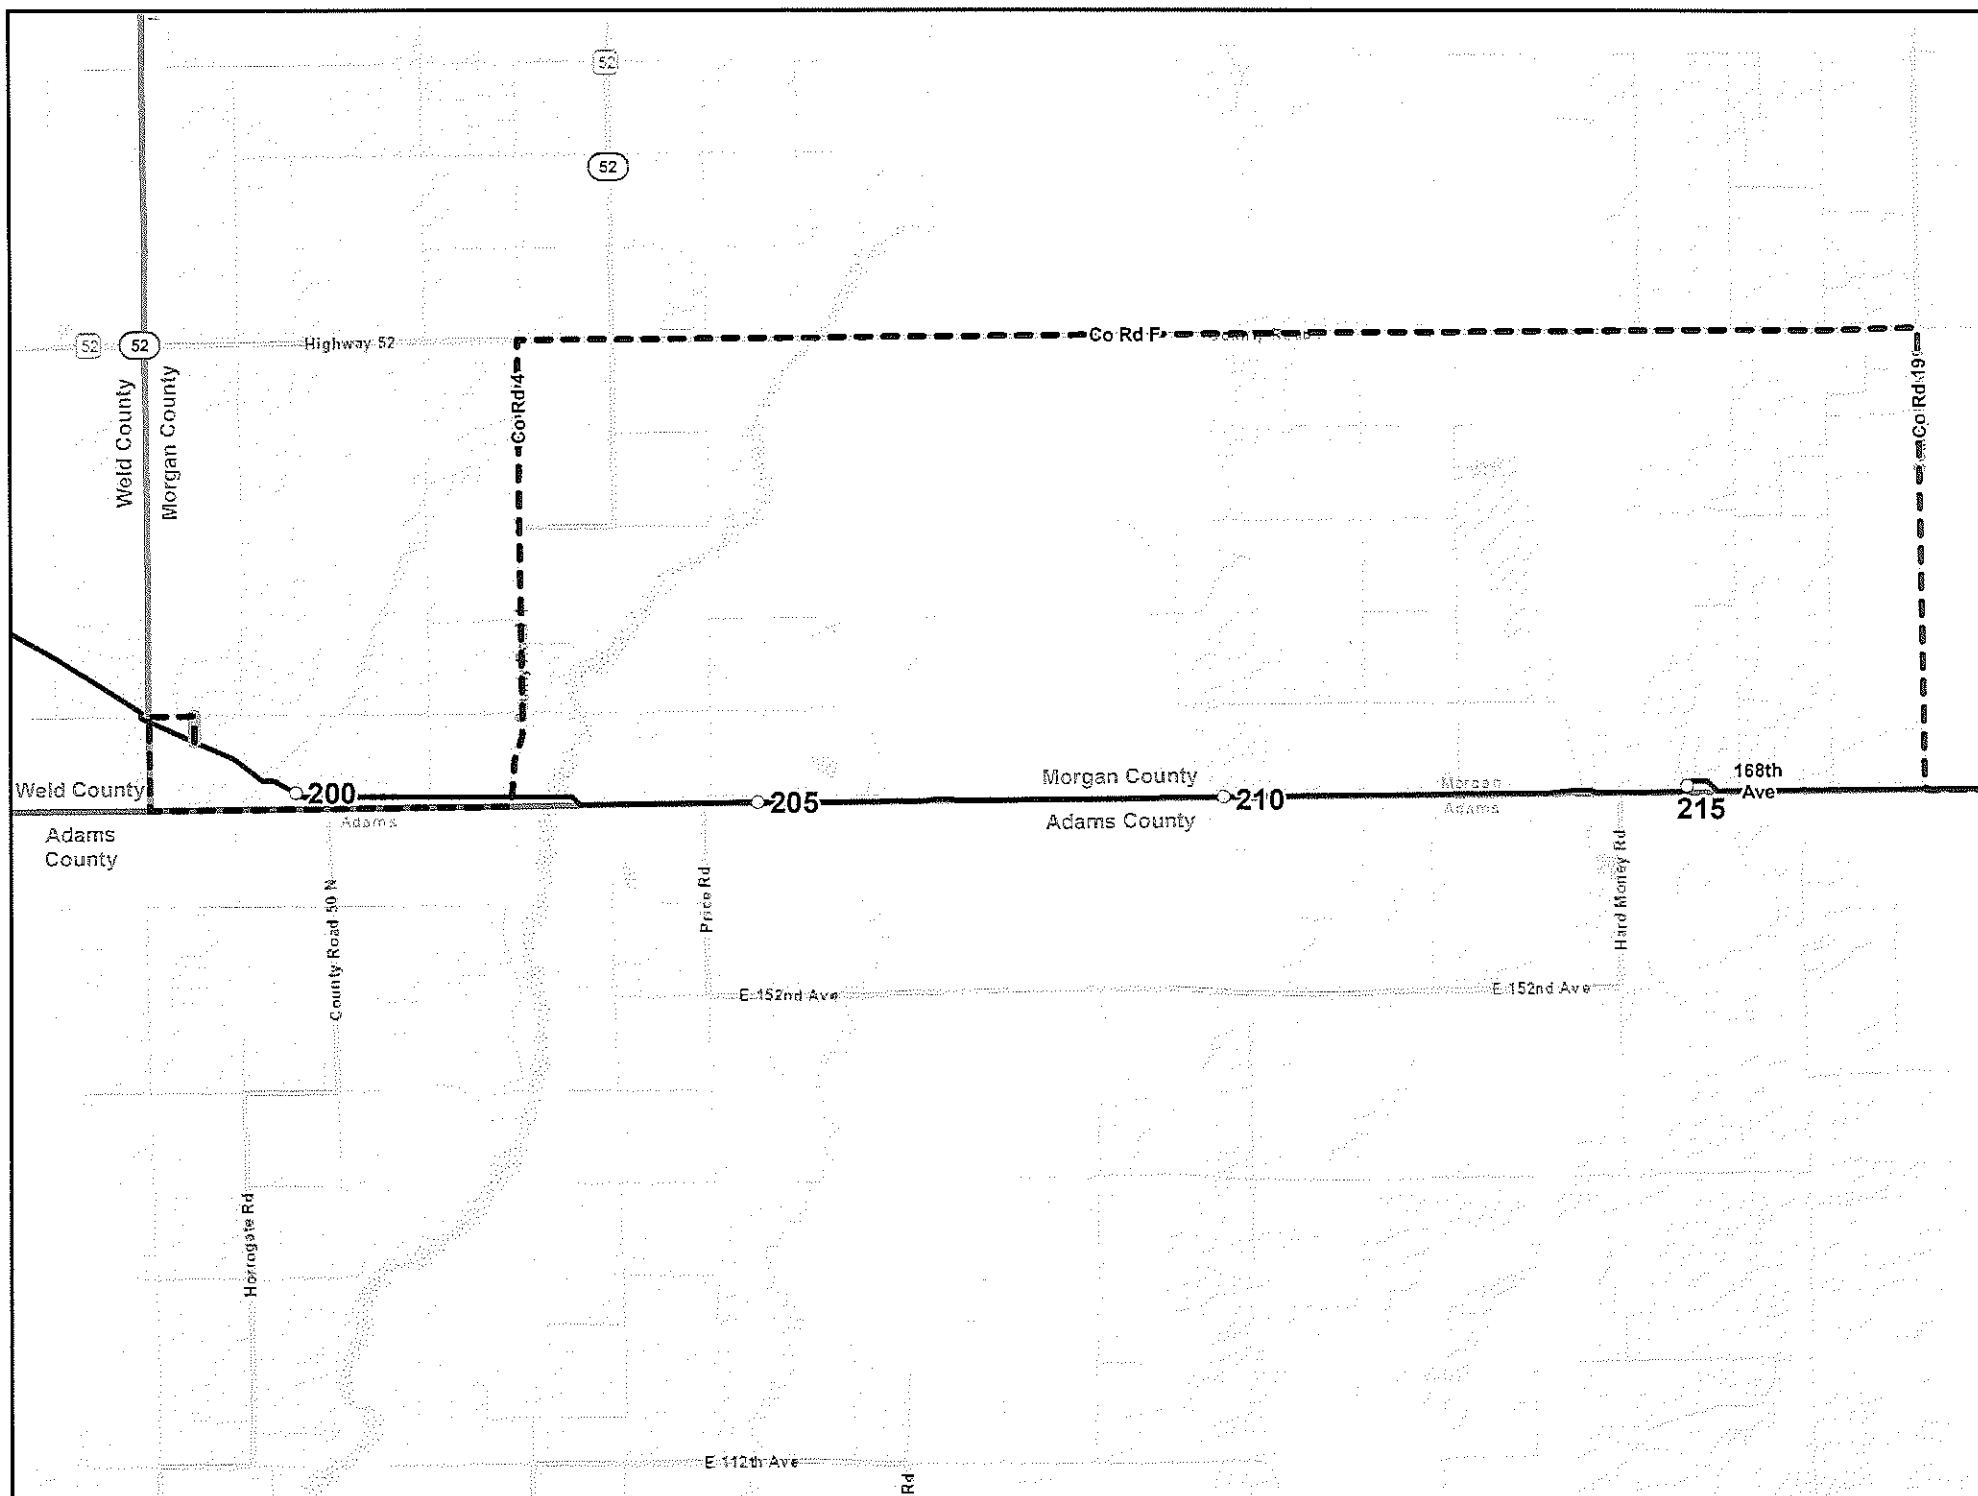 52
52
52
52
Highway 52
Co Rd F
Co Rd 4
Co Rd 19
Weld County
Morgan County
Weld County
Adams
County
200
Adams
205
Morgan County
Adams County
210
Morgan
Adams
215
168th
Ave
County Road 50 N
Price Rd
Hard Money Rd
E 152nd Ave
E 152nd Ave
Horrogate Rd
E 112th Ave
Rd